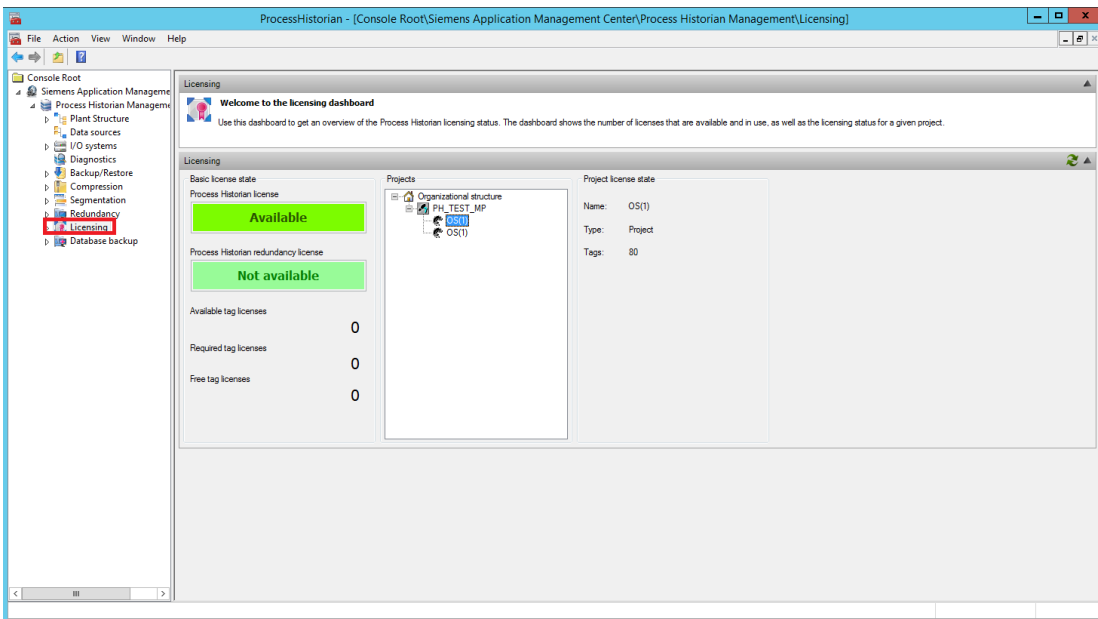 ProcessHistorian - [Console Root\Siemens Application Management Center\Process Historian Management\Licensing]
File Action View Window Help
Console Root
Siemens Application Manageme
Process Historian Manageme
Plant Structure
Data sources
I/O systems
Diagnostics
Backup/Restore
Compression
Segmentation
Redundancy
Licensing
Database backup
Licensing
Welcome to the licensing dashboard
Use this dashboard to get an overview of the Process Historian licensing status. The dashboard shows the number of licenses that are available and in use, as well as the licensing status for a given project.
Licensing
Basic license state
Process Historian license
Available
Process Historian redundancy license
Not available
Available tag licenses
0
Required tag licenses
0
Free tag licenses
0
Projects
Organizational structure
PH_TEST_MP
OS(1)
OS(1)
Project license state
Name: OS(1)
Type: Project
Tags: 80